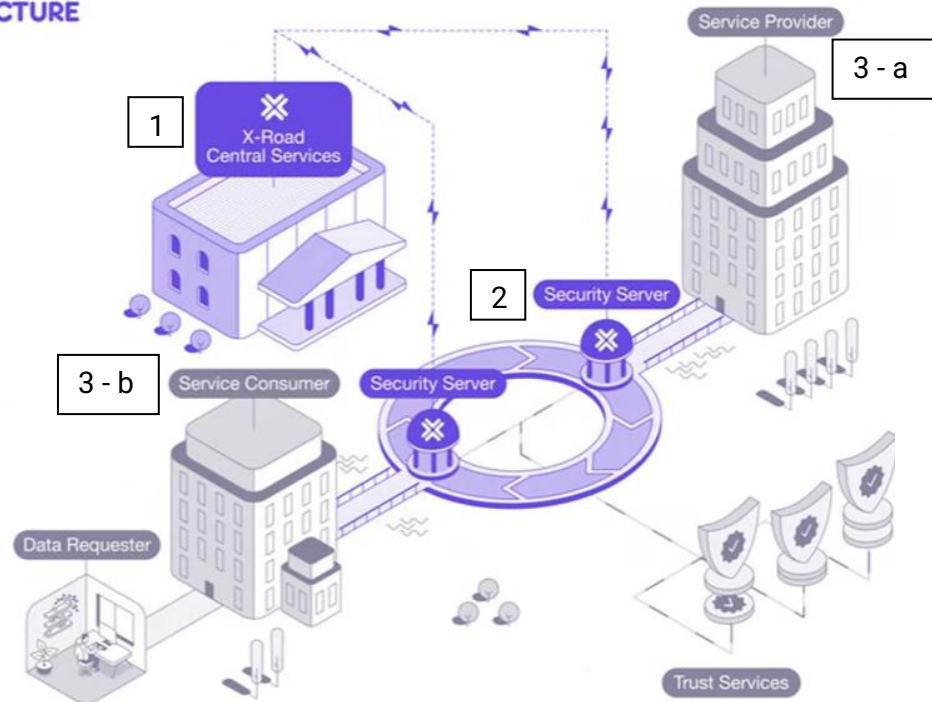 CTURE
Service Provider
3 - a
1
X-Road
Central Services
2
Security Server
3 - b
Service Consumer
Security Server
Data Requester
Trust Services